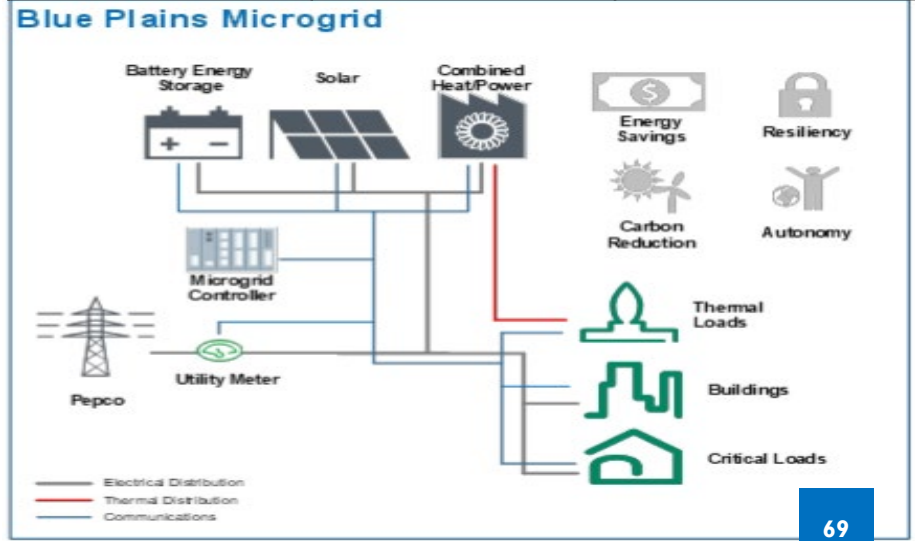 Blue Plains Microgrid
Battery Energy
Storage
Solar
Combined
Heat/Power
Energy
Savings
Resiliency
Carbon
Reduction
Autonomy
Microgrid
Controller
Pepco
Utility Meter
Thermal
Loads
Buildings
Critical Loads
Electrical Distribution
Thermal Distribution
Communications
69